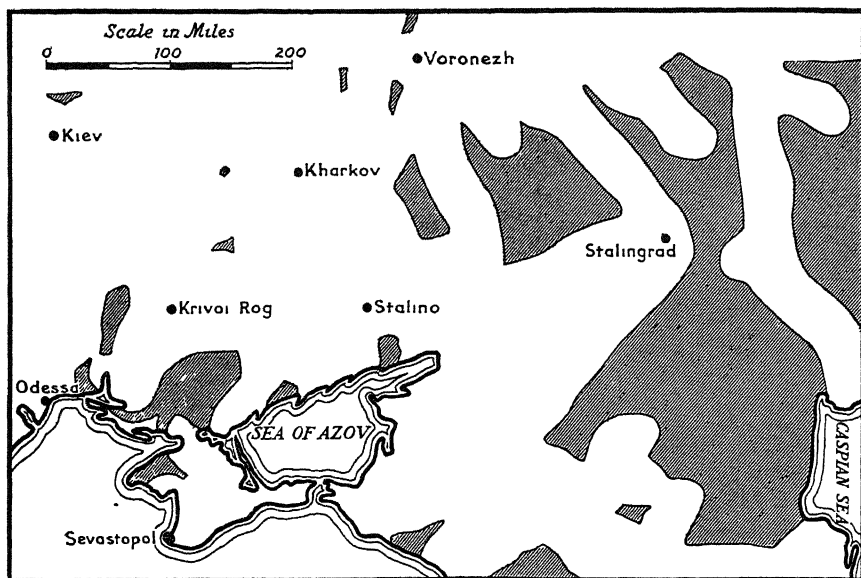 Scale in Miles
0 100 200
Voronezh
Kiev
Kharkov
Stalingrad
Krivoi Rog
Stalino
Odessa
SEA OF AZOV
CASPIAN SEA
Sevastopol